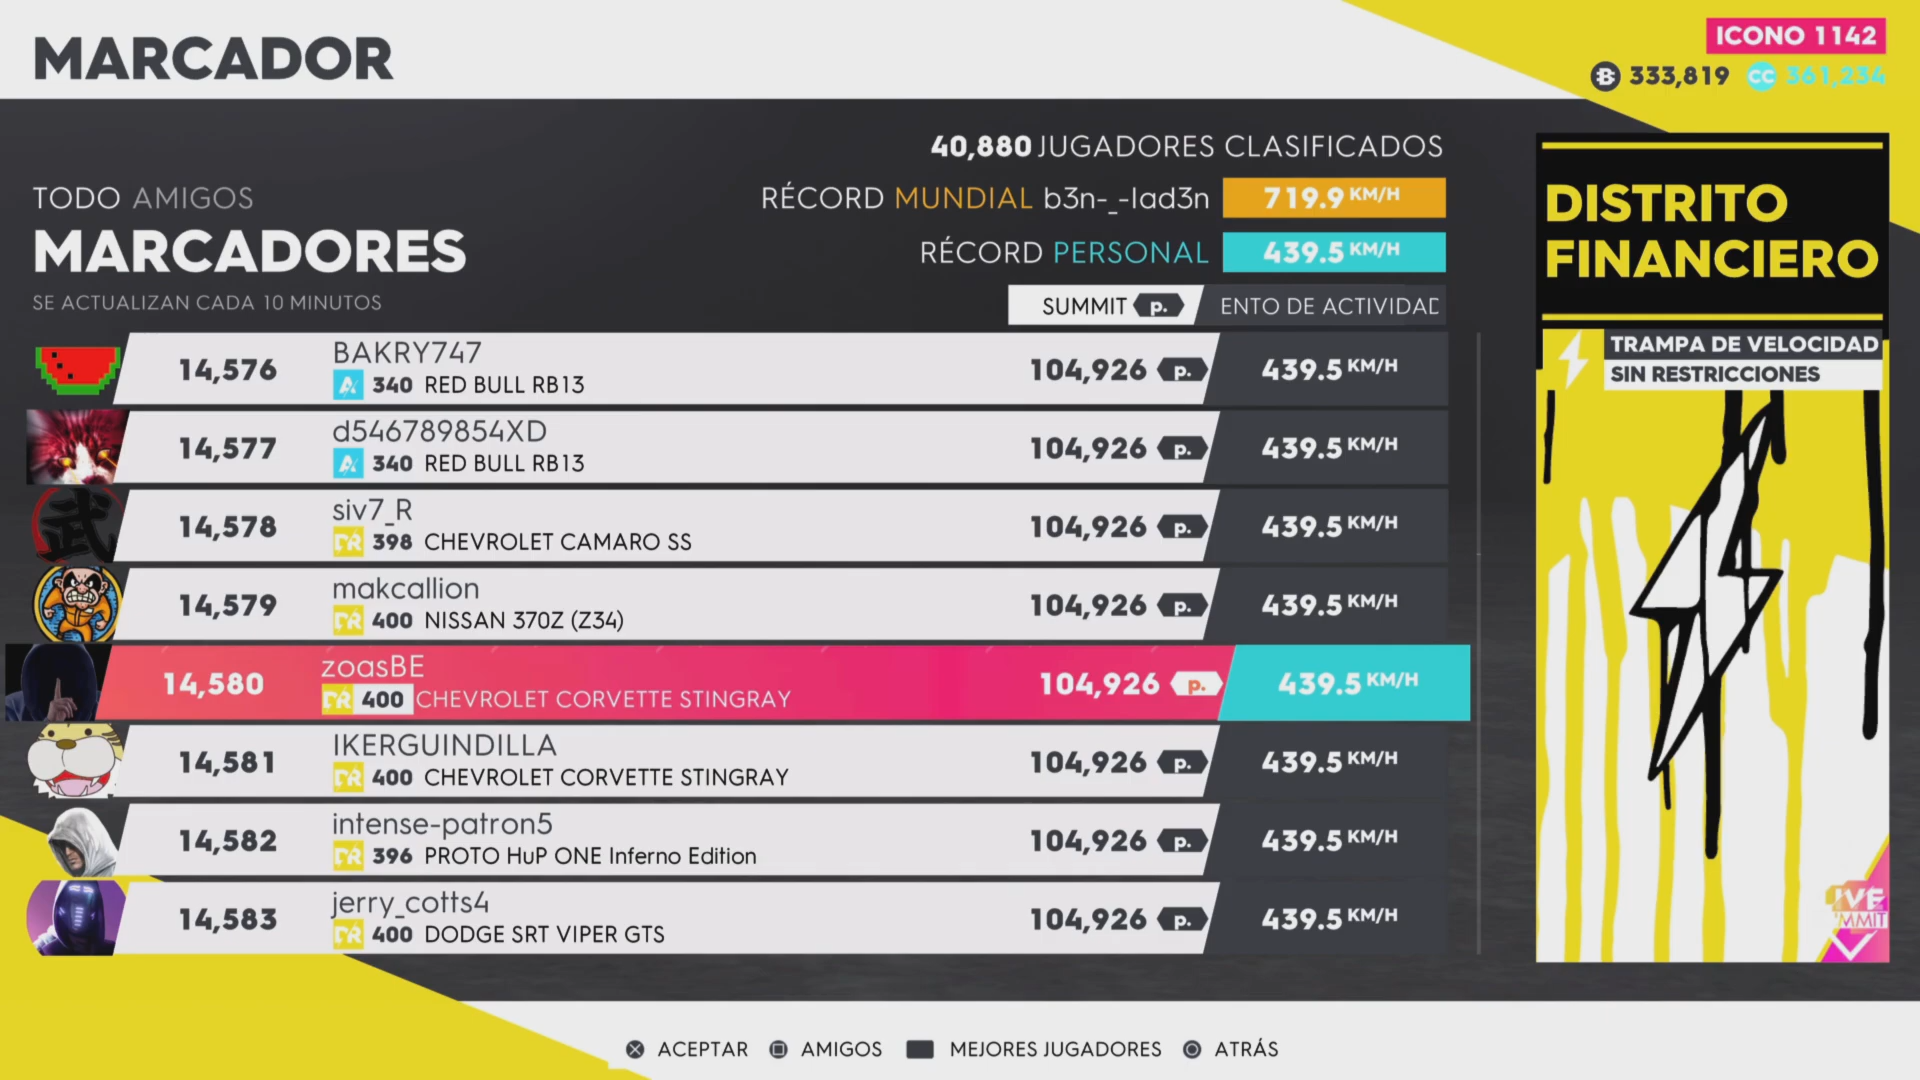 MARCADOR
ICONO 1142
333,819 CC 361,234
40,880 JUGADORES CLASIFICADOS
TODO AMIGOS
RÉCORD MUNDIAL b3n-_-lad3n 719.9 KM/H
MARCADORES
RÉCORD PERSONAL 439.5 KM/H
SE ACTUALIZAN CADA 10 MINUTOS
SUMMIT p. ENTO DE ACTIVIDAD
14,576 BAKRY747 104,926 p. 439.5 KM/H
340 RED BULL RB13
14,577 d546789854XD 104,926 p. 439.5 KM/H
340 RED BULL RB13
14,578 siv7_R 104,926 p. 439.5 KM/H
398 CHEVROLET CAMARO SS
14,579 makcallion 104,926 p. 439.5 KM/H
400 NISSAN 370Z (Z34)
14,580 zoasBE 104,926 p. 439.5 KM/H
400 CHEVROLET CORVETTE STINGRAY
14,581 IKERGUINDILLA 104,926 p. 439.5 KM/H
400 CHEVROLET CORVETTE STINGRAY
14,582 intense-patron5 104,926 p. 439.5 KM/H
396 PROTO HuP ONE Inferno Edition
14,583 jerry_cotts4 104,926 p. 439.5 KM/H
400 DODGE SRT VIPER GTS
DISTRITO
FINANCIERO
TRAMPA DE VELOCIDAD
SIN RESTRICCIONES
ACEPTAR AMIGOS MEJORES JUGADORES ATRÁS